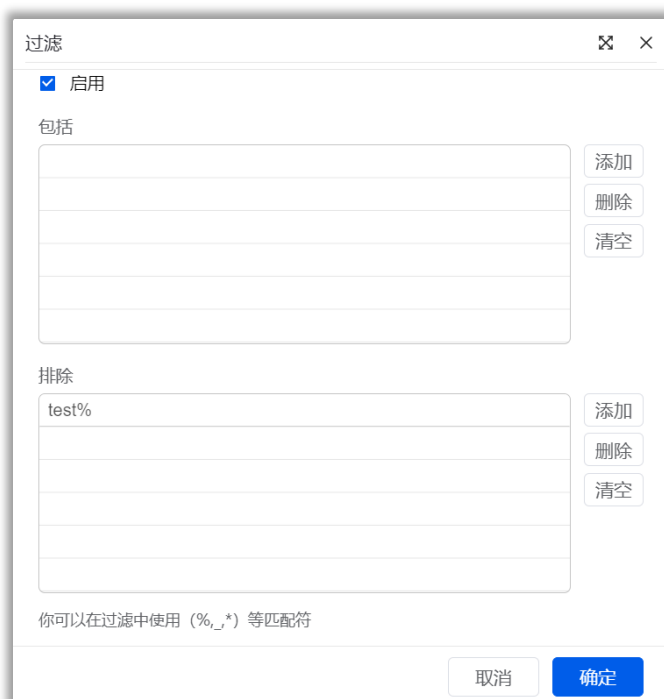 过滤
启用
包括
添加
删除
清空
排除
test%
添加
删除
清空
你可以在过滤中使用（%,_,*）等匹配符
取消
确定